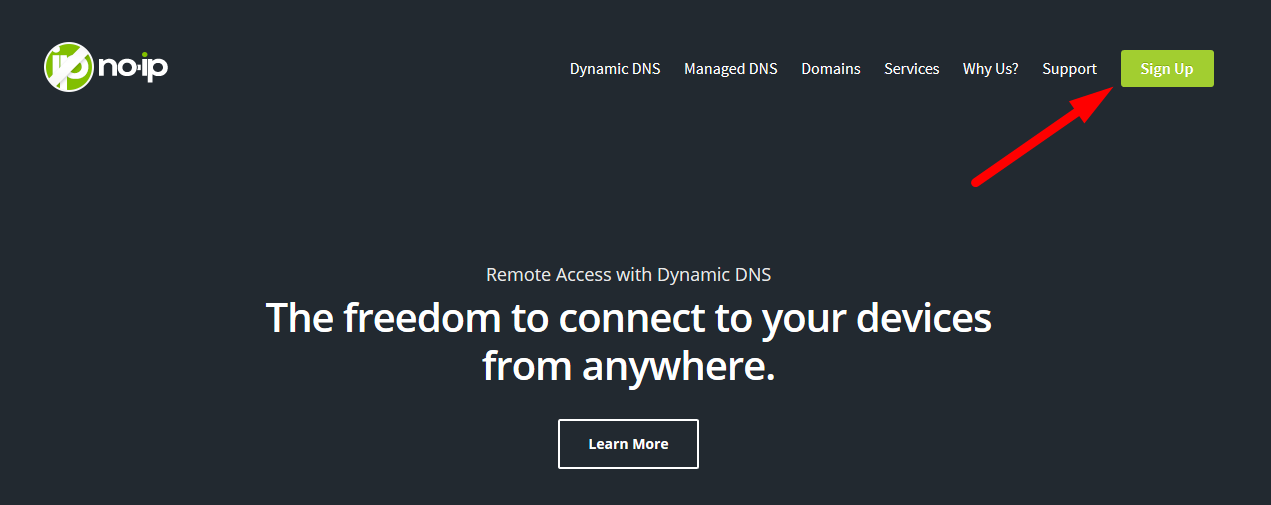 ip no-ip
Dynamic DNS Managed DNS Domains Services Why Us? Support Sign Up
Remote Access with Dynamic DNS
The freedom to connect to your devices
from anywhere.
Learn More